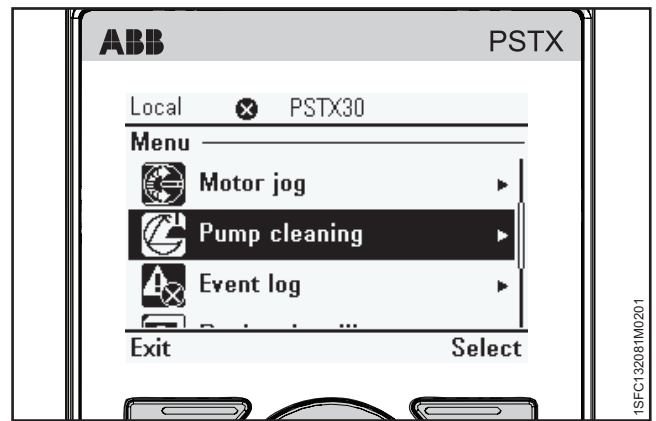 ABB PSTX
Local PSTX30
Menu
Motor jog
Pump cleaning
Event log
Exit Select
1SFC132081M0201